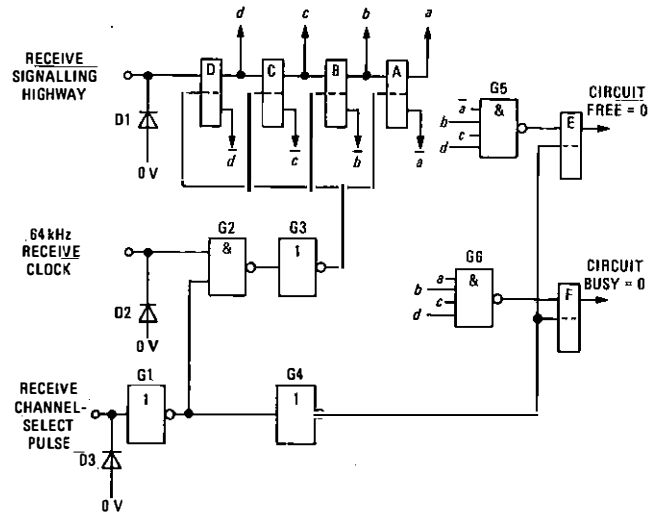 d
c
b
a
RECEIVE
SIGNALLING
HIGHWAY
D
C
B
A
D1
0 V
d̅
c̅
b̅
a̅
G5
a̅
b
c
d
&
E
CIRCUIT
FREE = 0
64 kHz
RECEIVE
CLOCK
G2
&
G3
1
D2
0 V
G6
a
b
c
d
&
F
CIRCUIT
BUSY = 0
RECEIVE
CHANNEL-
SELECT
PULSE
G1
1
G4
1
D3
0 V